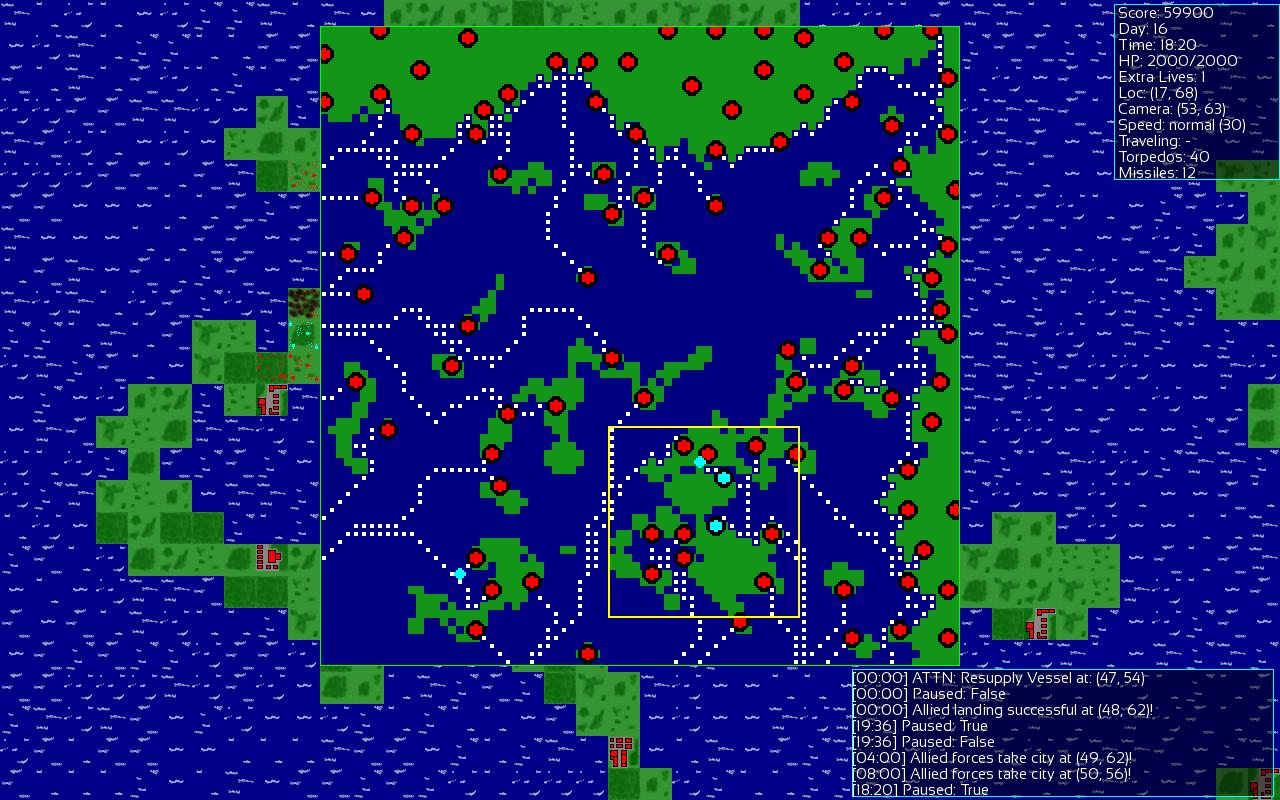 Score: 59900
Day: 16
Time: 18:20
HP: 2000/2000
Extra Lives: 1
Loc: (17, 68)
Camera: (53, 63)
Speed: normal (30)
Traveling: -
Torpedos: 40
Missiles: 12
[00:00] ATTN: Resupply Vessel at: (47, 54)
[00:00] Paused: False
[00:00] Allied landing successful at (48, 62)!
[19:36] Paused: True
[19:36] Paused: False
[04:00] Allied forces take city at (49, 62)!
[08:00] Allied forces take city at (50, 56)!
[18:20] Paused: True